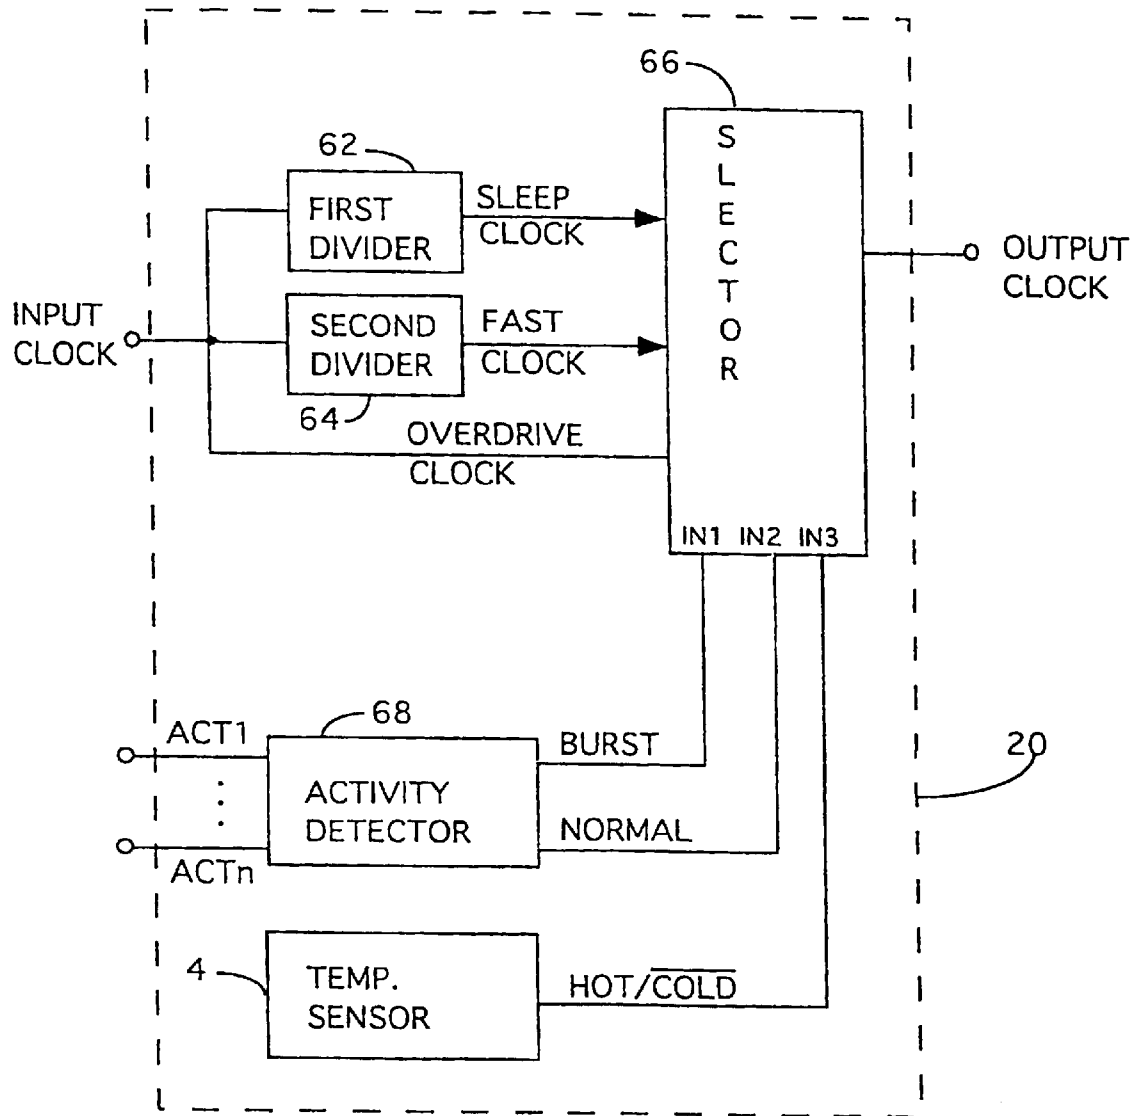 66
S
L
E
C
T
O
R
62
FIRST
DIVIDER
SLEEP
CLOCK
OUTPUT
CLOCK
INPUT
CLOCK
SECOND
DIVIDER
FAST
CLOCK
64
OVERDRIVE
CLOCK
IN1 IN2 IN3
ACT1
68
BURST
20
ACTIVITY
DETECTOR
NORMAL
ACTn
4
TEMP.
SENSOR
HOT/C̅O̅L̅D̅